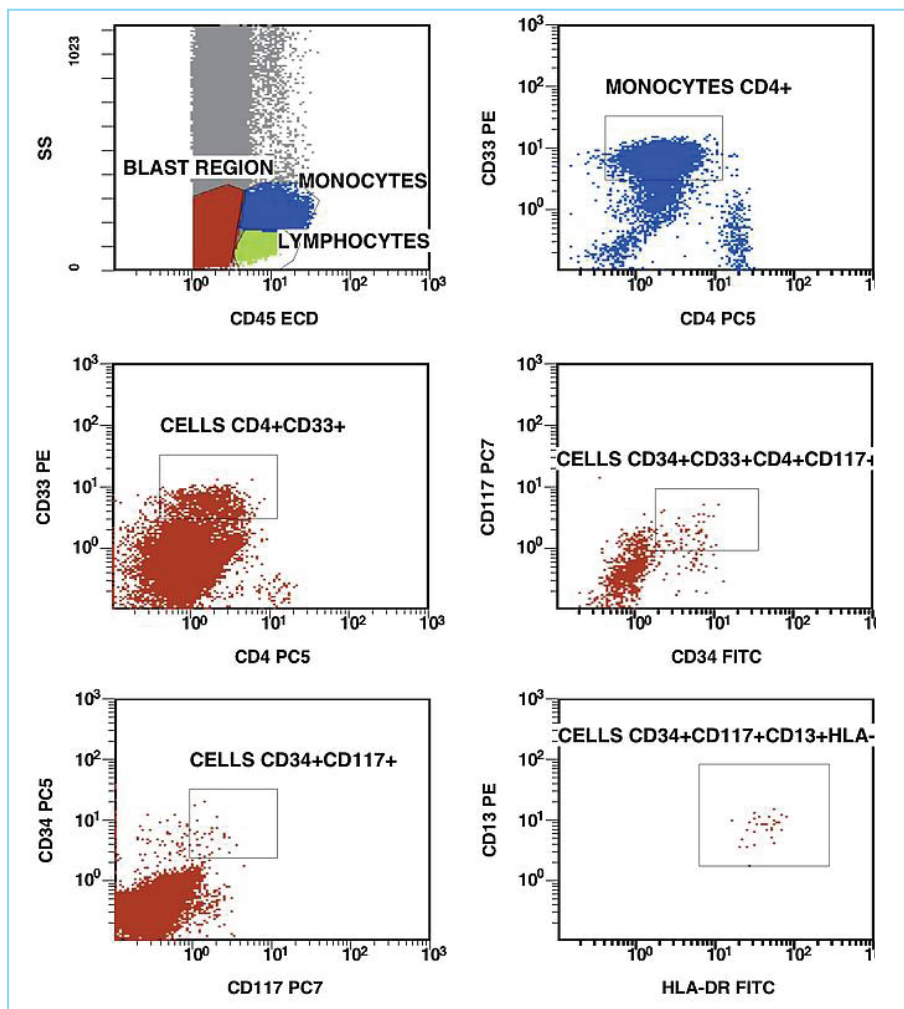 1023
SS
0
BLAST REGION
MONOCYTES
LYMPHOCYTES
10⁰ 10¹ 10² 10³
CD45 ECD
10³
10²
10¹
10⁰
CD33 PE
MONOCYTES CD4+
10⁰ 10¹ 10²
CD4 PC5
10³
10²
10¹
10⁰
CD33 PE
CELLS CD4+CD33+
10⁰ 10¹ 10² 10³
CD4 PC5
10³
10²
10¹
10⁰
CD117 PC7
CELLS CD34+CD33+CD4+CD117+
10⁰ 10¹ 10²
CD34 FITC
10³
10²
10¹
10⁰
CD34 PC5
CELLS CD34+CD117+
10⁰ 10¹ 10² 10³
CD117 PC7
10³
10²
10¹
10⁰
CD13 PE
CELLS CD34+CD117+CD13+HLA-
10⁰ 10¹ 10²
HLA-DR FITC